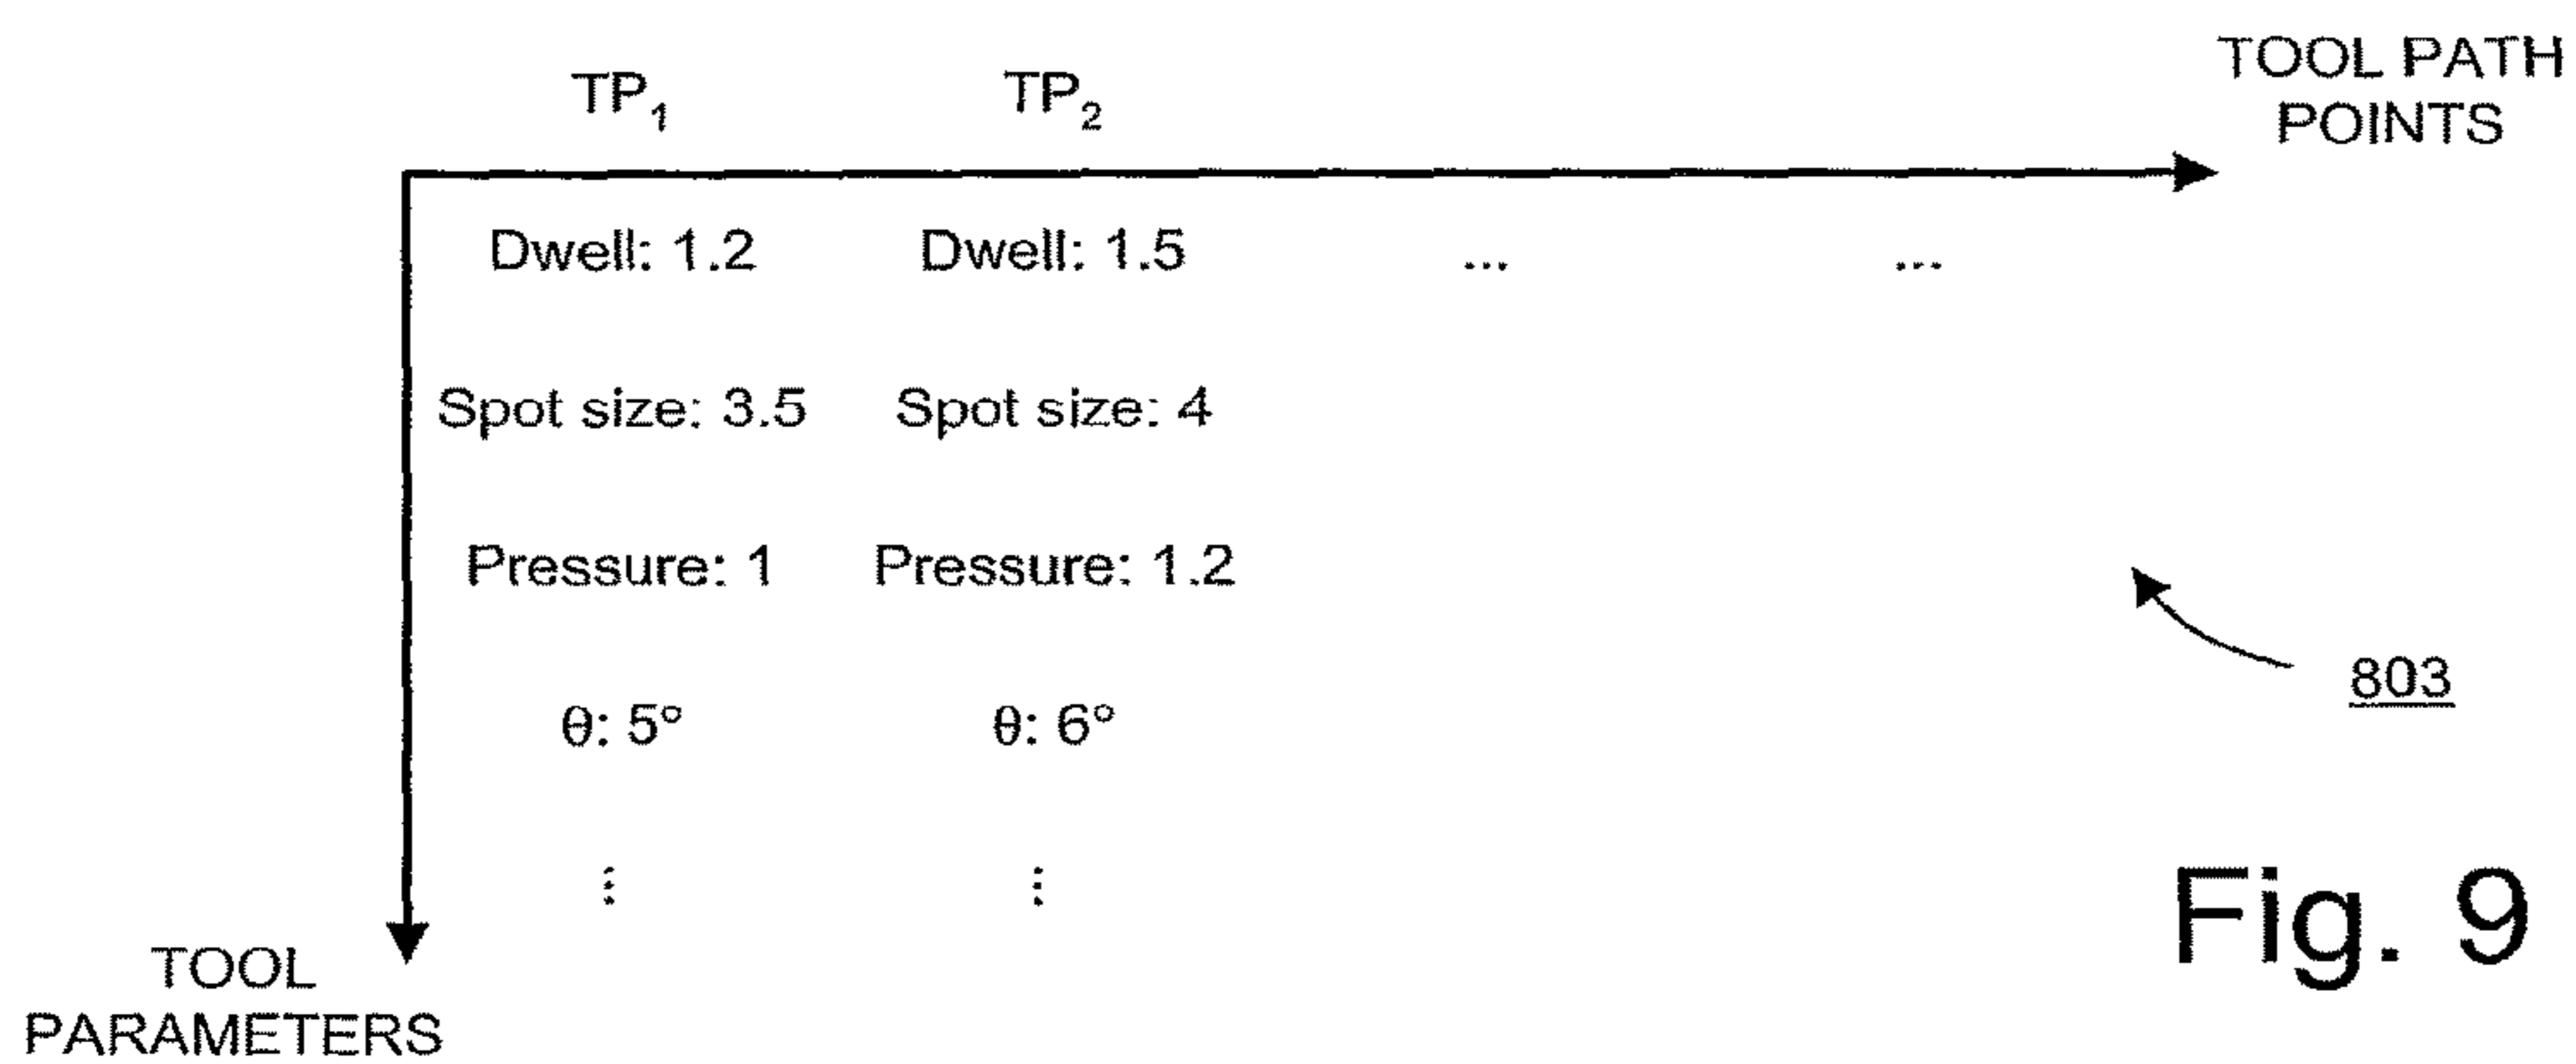 TOOL PATH
POINTS
TP₁ TP₂
Dwell: 1.2 Dwell: 1.5 ... ...
Spot size: 3.5 Spot size: 4
Pressure: 1 Pressure: 1.2
803
θ: 5° θ: 6°
⋮ ⋮
Fig. 9
TOOL
PARAMETERS